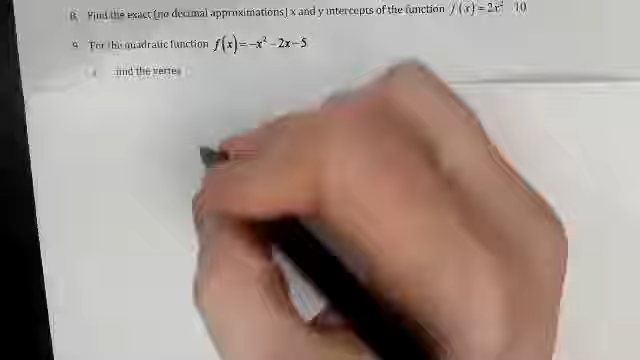 8. Find the exact (no decimal approximations) x and y intercepts of the function f(x)=2x² 10
9. For the quadratic function f(x)=-x²-2x-5
find the vertex